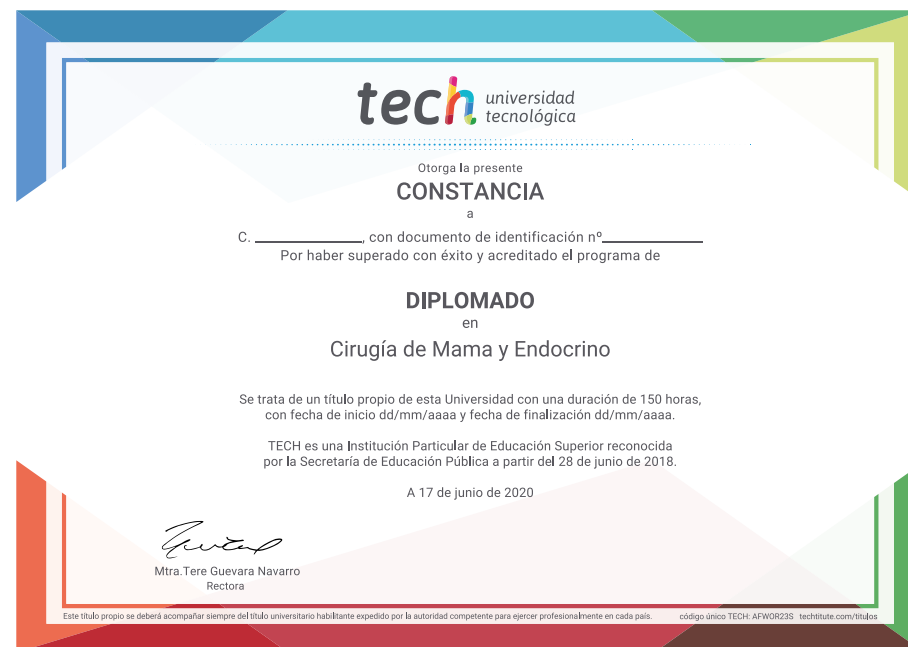 tech universidad
tecnológica
Otorga la presente
CONSTANCIA
a
C. ______________, con documento de identificación nº_____________
Por haber superado con éxito y acreditado el programa de
DIPLOMADO
en
Cirugía de Mama y Endocrino
Se trata de un título propio de esta Universidad con una duración de 150 horas,
con fecha de inicio dd/mm/aaaa y fecha de finalización dd/mm/aaaa.
TECH es una Institución Particular de Educación Superior reconocida
por la Secretaría de Educación Pública a partir del 28 de junio de 2018.
A 17 de junio de 2020
Mtra.Tere Guevara Navarro
Rectora
Este título propio se deberá acompañar siempre del título universitario habilitante expedido por la autoridad competente para ejercer profesionalmente en cada país. código único TECH: AFWOR23S techtitute.com/titulos